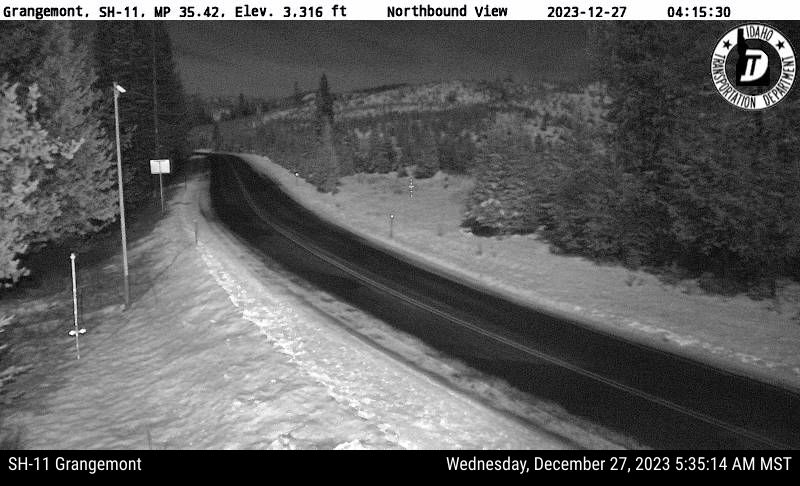 Grangemont, SH-11, MP 35.42, Elev. 3,316 ft Northbound View 2023-12-27 04:15:30
IDAHO
TRANSPORTATION DEPARTMENT
SH-11 Grangemont Wednesday, December 27, 2023 5:35:14 AM MST